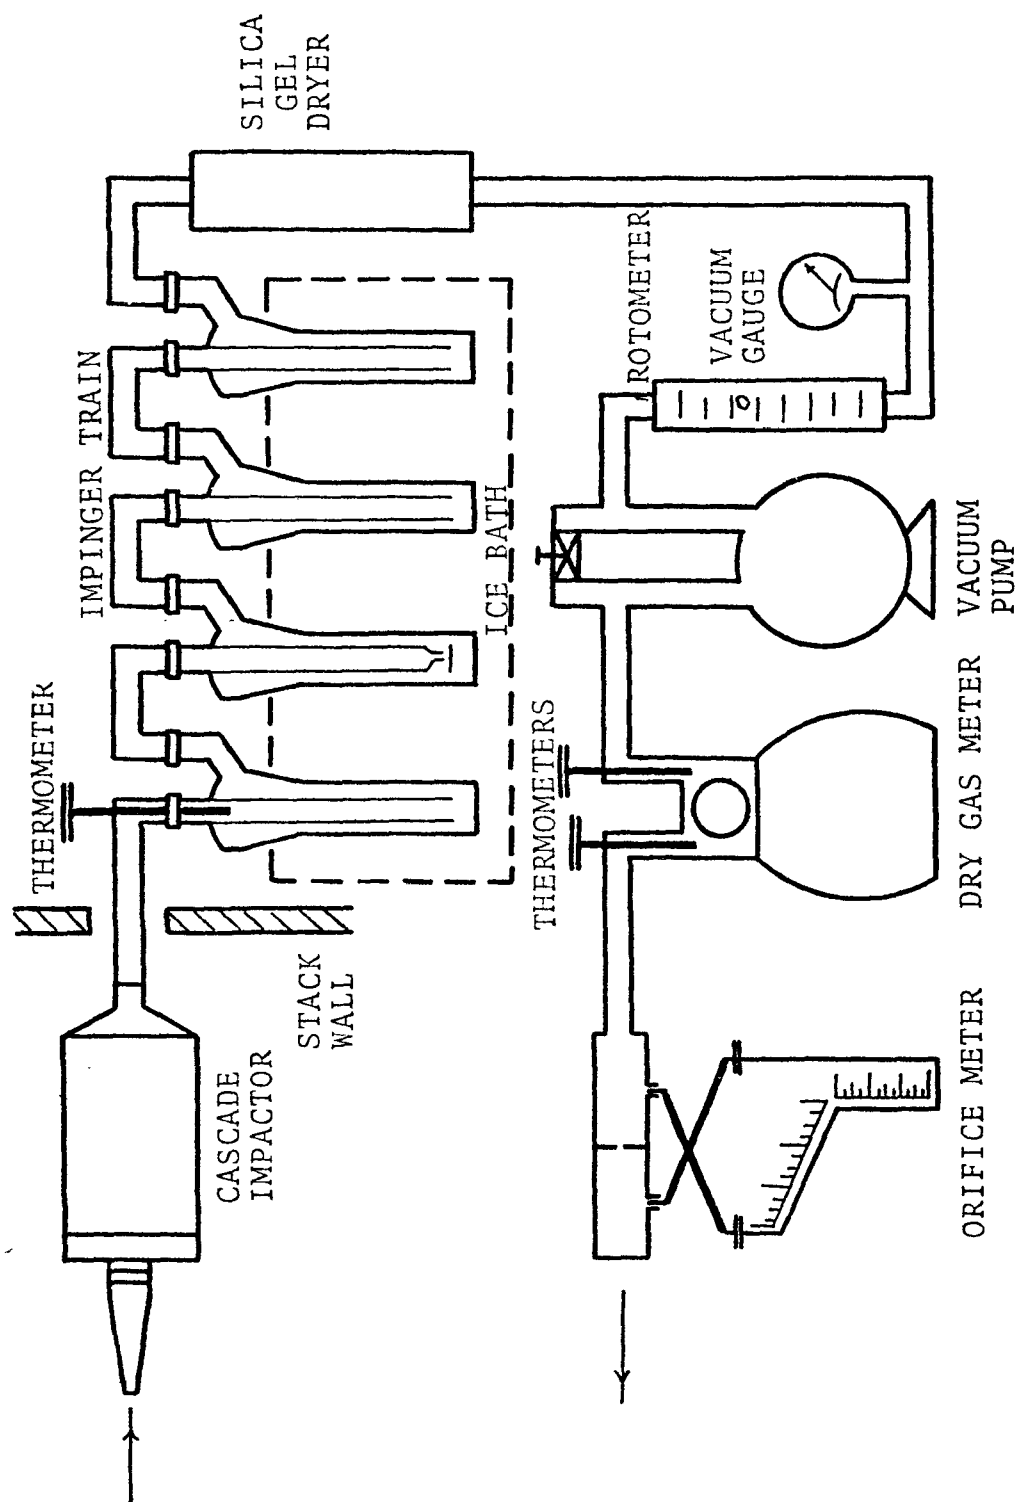 THERMOMETER
IMPINGER TRAIN
SILICA
GEL
DRYER
STACK
WALL
CASCADE
IMPACTOR
ICE BATH
ROTOMETER
VACUUM
GAUGE
THERMOMETERS
ORIFICE METER
DRY GAS METER
VACUUM
PUMP